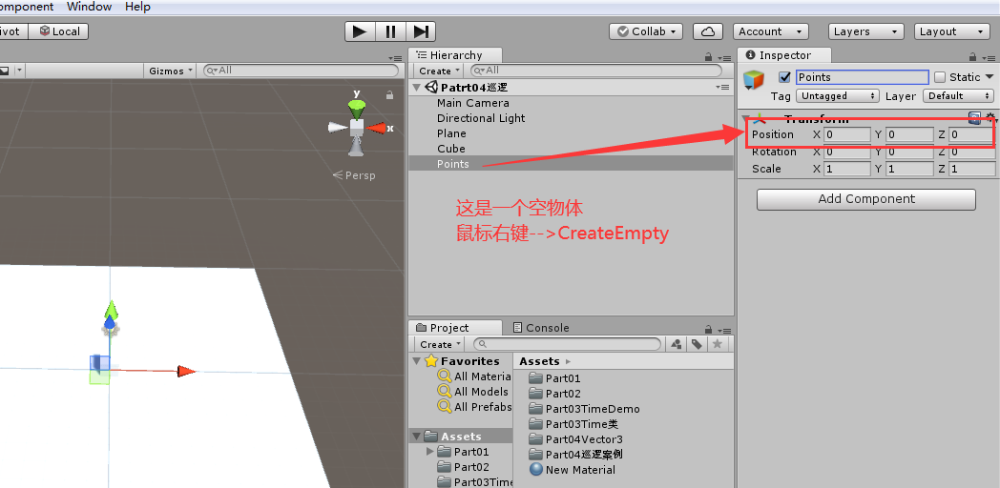 omponent Window Help
ivot Local Collab Account Layers Layout
Gizmos All
y
x
Persp
Hierarchy
Create All
Patrt04巡逻
Main Camera
Directional Light
Plane
Cube
Points
这是一个空物体
鼠标右键-->CreateEmpty
Inspector
Points Static
Tag Untagged Layer Default
Transform
Position X 0 Y 0 Z 0
Rotation X 0 Y 0 Z 0
Scale X 1 Y 1 Z 1
Add Component
Project Console
Create
Favorites
All Materia
All Models
All Prefabs
Assets
Part01
Part02
Part03Time
Assets
Part01
Part02
Part03TimeDemo
Part03Time类
Part04Vector3
Part04巡逻案例
New Material